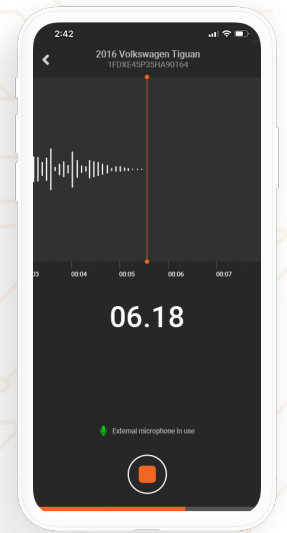 2:42
2016 Volkswagen Tiguan
1FDXE45P35HA90164
03 00:04 00:05 00:06 00:07
06.18
External microphone in use